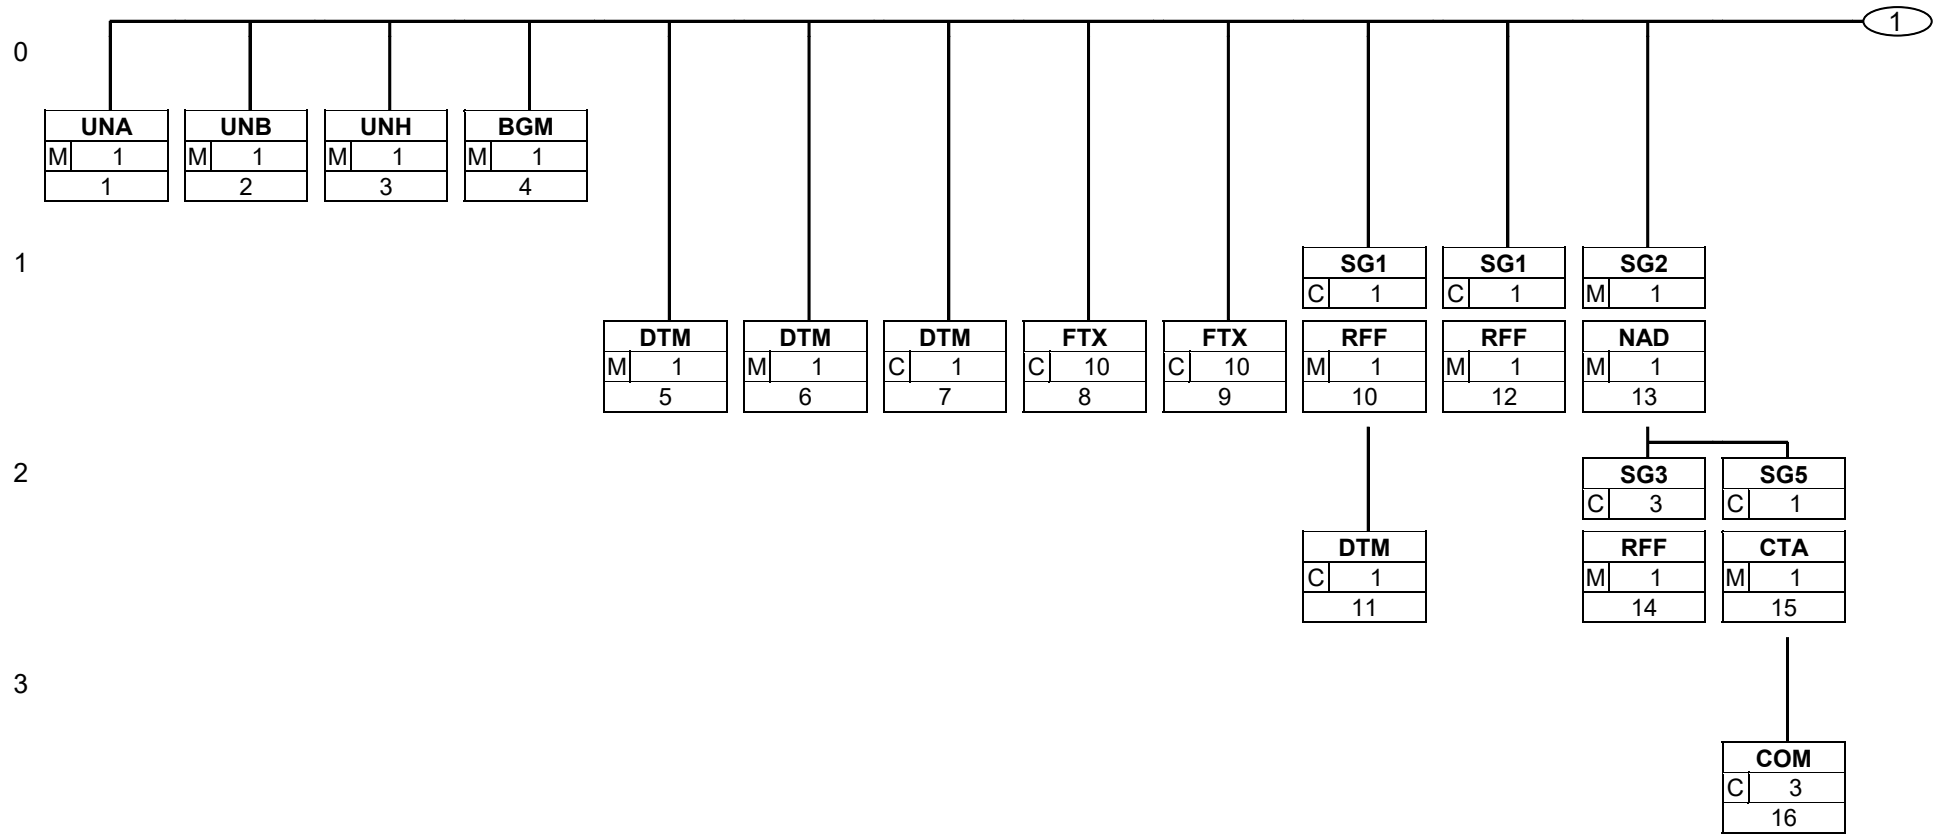 1
0
UNA UNB UNH BGM
M 1 M 1 M 1 M 1
1 2 3 4
1
SG1 SG1 SG2
C 1 C 1 M 1
DTM DTM DTM FTX FTX RFF RFF NAD
M 1 M 1 C 1 C 10 C 10 M 1 M 1 M 1
5 6 7 8 9 10 12 13
2
SG3 SG5
C 3 C 1
DTM RFF CTA
C 1 M 1 M 1
11 14 15
3
COM
C 3
16